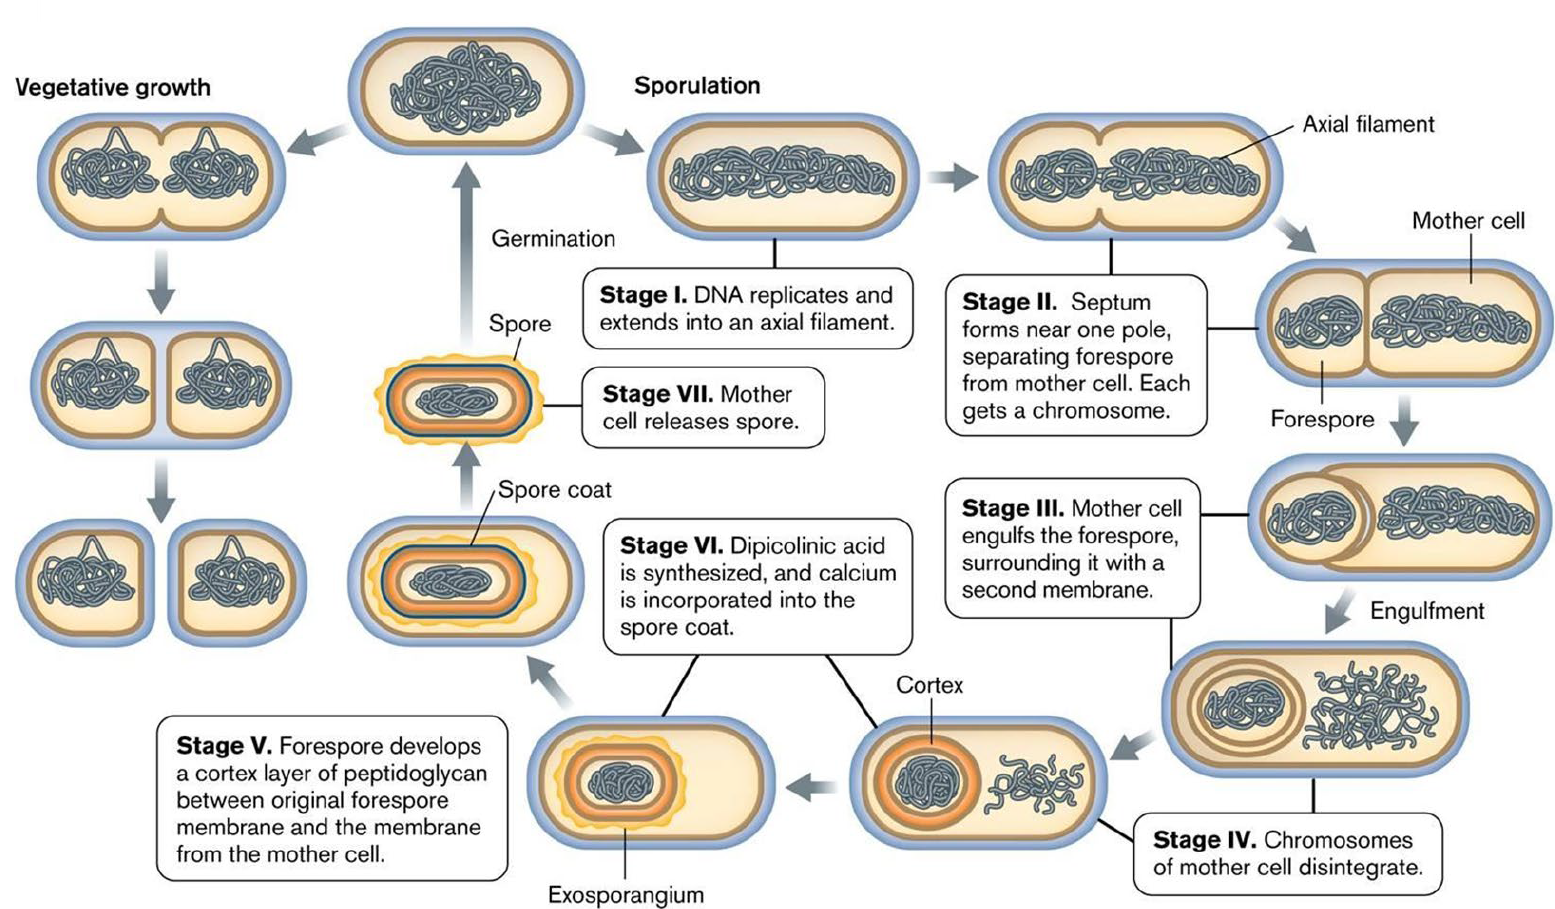 Vegetative growth
Sporulation
Axial filament
Mother cell
Germination
Stage I. DNA replicates and
extends into an axial filament.
Stage II. Septum
forms near one pole,
separating forespore
from mother cell. Each
gets a chromosome.
Spore
Stage VII. Mother
cell releases spore.
Forespore
Spore coat
Stage III. Mother cell
engulfs the forespore,
surrounding it with a
second membrane.
Stage VI. Dipicolinic acid
is synthesized, and calcium
is incorporated into the
spore coat.
Engulfment
Cortex
Stage V. Forespore develops
a cortex layer of peptidoglycan
between original forespore
membrane and the membrane
from the mother cell.
Stage IV. Chromosomes
of mother cell disintegrate.
Exosporangium